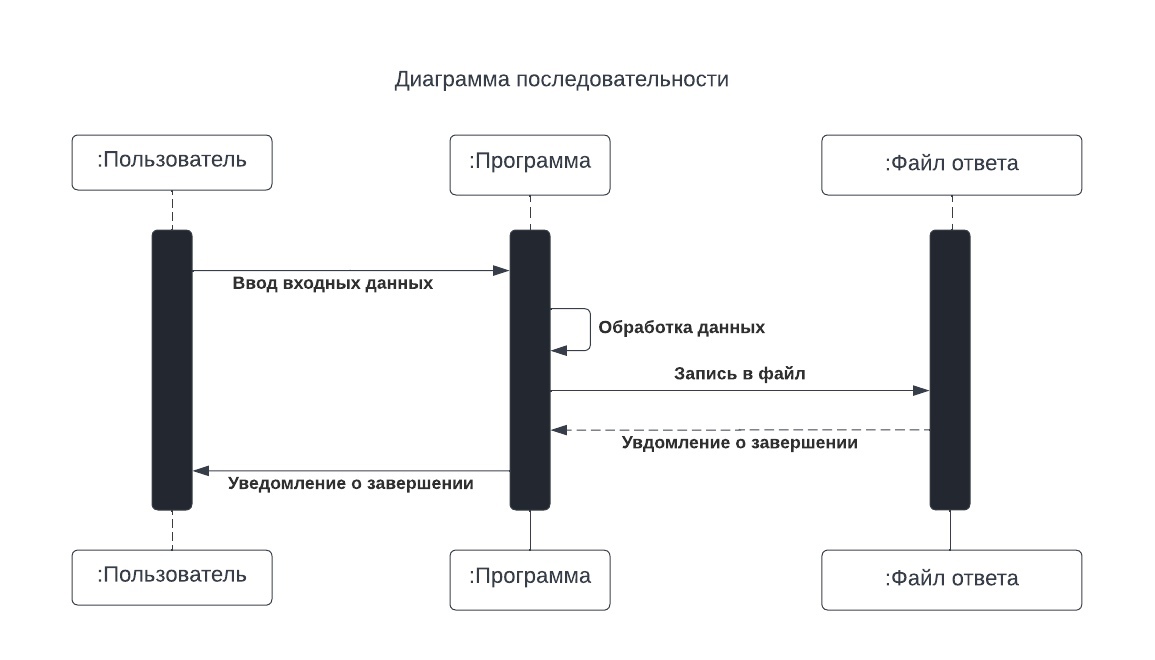 Диаграмма последовательности
:Пользователь
:Программа
:Файл ответа
Ввод входных данных
Обработка данных
Запись в файл
Увдомление о завершении
Уведомление о завершении
:Пользователь
:Программа
:Файл ответа